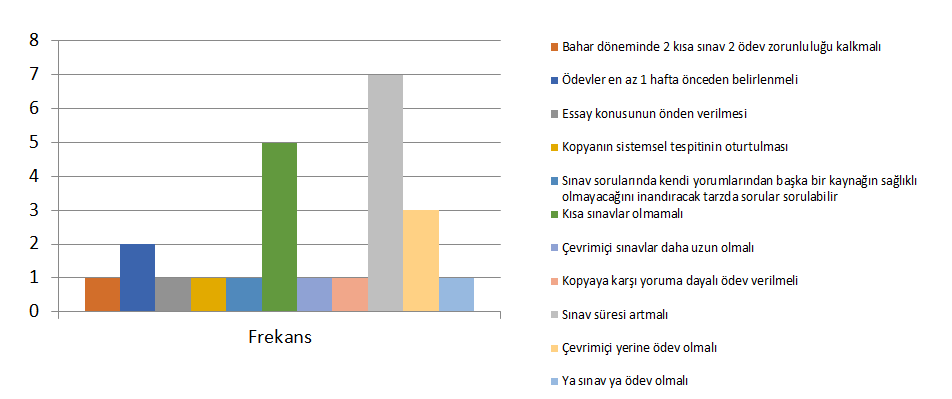 8
7
6
5
4
3
2
1
0
Frekans
Bahar döneminde 2 kısa sınav 2 ödev zorunluluğu kalkmalı
Ödevler en az 1 hafta önceden belirlenmeli
Essay konusunun önden verilmesi
Kopyanın sistemsel tespitinin oturtulması
Sınav sorularında kendi yorumlarından başka bir kaynağın sağlıklı
olmayacağını inandıracak tarzda sorular sorulabilir
Kısa sınavlar olmamalı
Çevrimiçi sınavlar daha uzun olmalı
Kopyaya karşı yoruma dayalı ödev verilmeli
Sınav süresi artmalı
Çevrimiçi yerine ödev olmalı
Ya sınav ya ödev olmalı